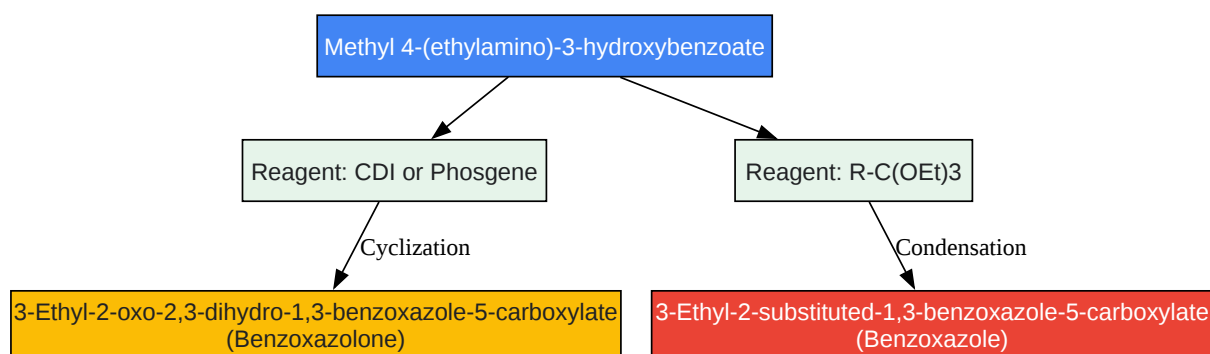 Methyl 4-(ethylamino)-3-hydroxybenzoate
Reagent: CDI or Phosgene
Reagent: R-C(OEt)3
Cyclization
Condensation
3-Ethyl-2-oxo-2,3-dihydro-1,3-benzoxazole-5-carboxylate
(Benzoxazolone)
3-Ethyl-2-substituted-1,3-benzoxazole-5-carboxylate
(Benzoxazole)